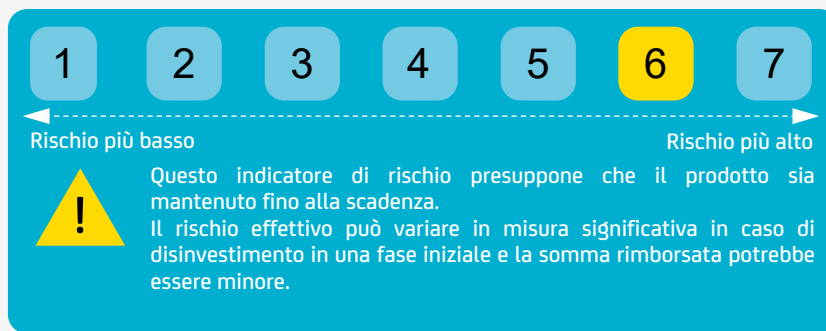 1 2 3 4 5 6 7
Rischio più basso Rischio più alto
!
Questo indicatore di rischio presuppone che il prodotto sia
mantenuto fino alla scadenza.
Il rischio effettivo può variare in misura significativa in caso di
disinvestimento in una fase iniziale e la somma rimborsata potrebbe
essere minore.